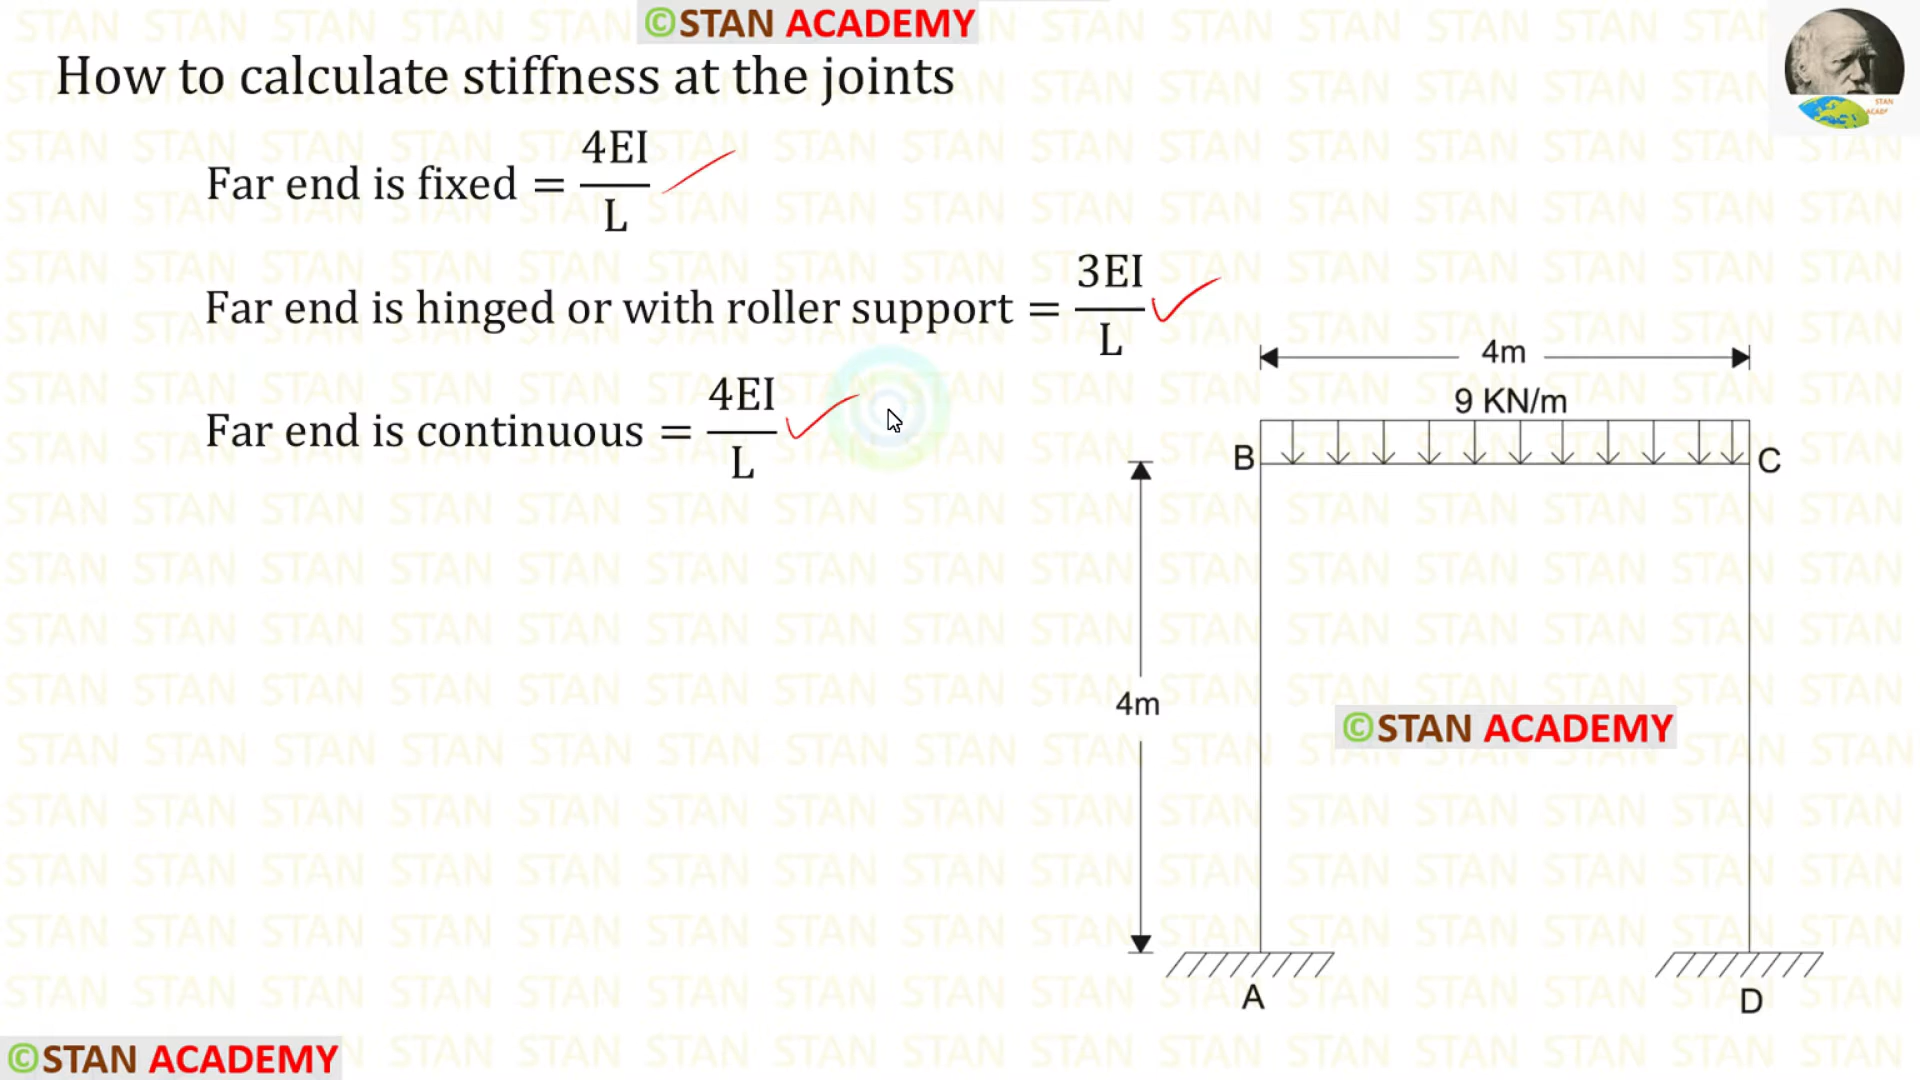 ©STAN ACADEMY
How to calculate stiffness at the joints
Far end is fixed = 4EI/L
Far end is hinged or with roller support = 3EI/L
Far end is continuous = 4EI/L
4m
9 KN/m
B
C
4m
©STAN ACADEMY
A
D
©STAN ACADEMY